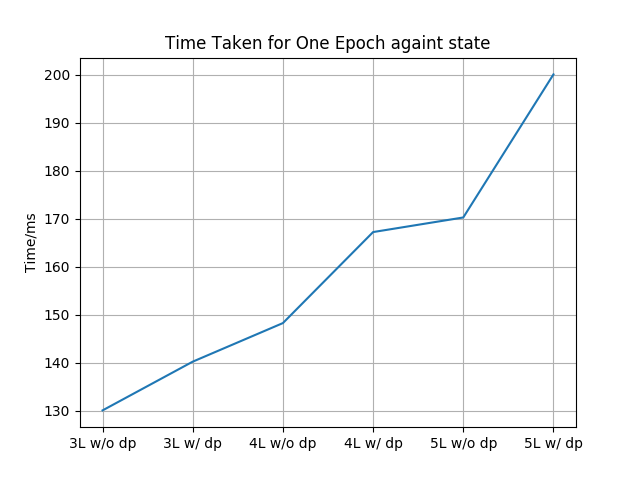 Time Taken for One Epoch againt state
Time/ms
200
190
180
170
160
150
140
130
3L w/o dp
3L w/ dp
4L w/o dp
4L w/ dp
5L w/o dp
5L w/ dp